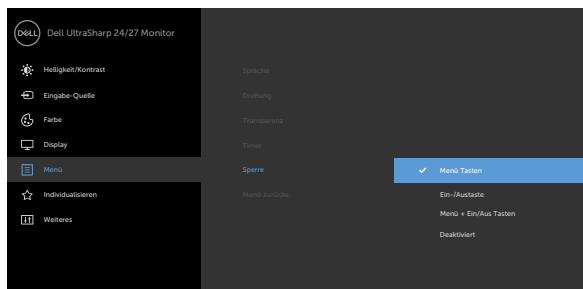 DELL
Dell UltraSharp 24/27 Monitor
Helligkeit/Kontrast
Eingabe-Quelle
Farbe
Display
Menü
Individualisieren
Weiteres
Sprache
Drehung
Transparenz
Timer
Sperre
Menü zurücks.
Menü Tasten
Ein-/Austaste
Menü + Ein/Aus Tasten
Deaktiviert